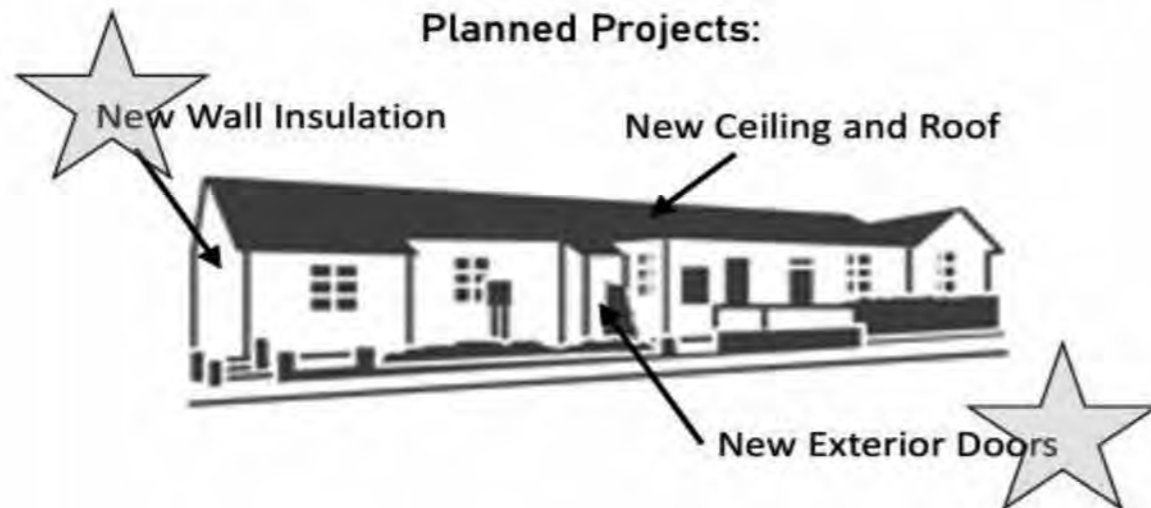 Planned Projects:
New Wall Insulation
New Ceiling and Roof
New Exterior Doors